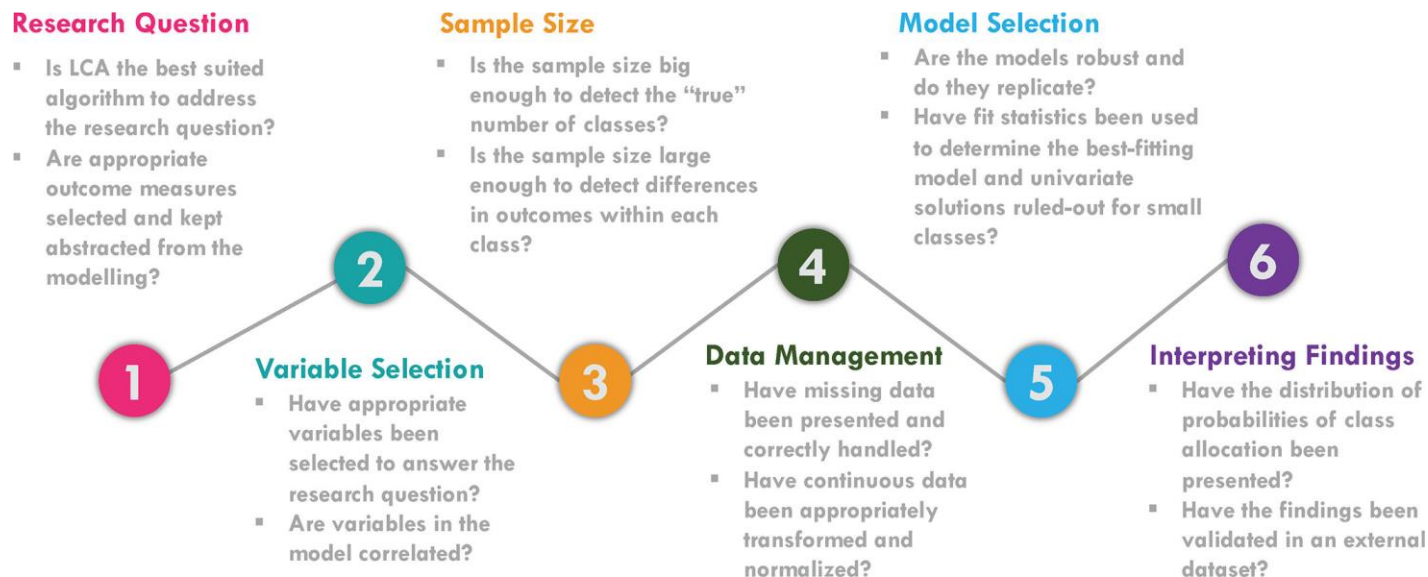 Research Question
▪ Is LCA the best suited
algorithm to address
the research question?
▪ Are appropriate
outcome measures
selected and kept
abstracted from the
modelling?
1
2
Variable Selection
▪ Have appropriate
variables been
selected to answer the
research question?
▪ Are variables in the
model correlated?
Sample Size
▪ Is the sample size big
enough to detect the “true”
number of classes?
▪ Is the sample size large
enough to detect differences
in outcomes within each
class?
3
4
Data Management
▪ Have missing data
been presented and
correctly handled?
▪ Have continuous data
been appropriately
transformed and
normalized?
Model Selection
▪ Are the models robust and
do they replicate?
▪ Have fit statistics been used
to determine the best-fitting
model and univariate
solutions ruled-out for small
classes?
5
6
Interpreting Findings
▪ Have the distribution of
probabilities of class
allocation been
presented?
▪ Have the findings been
validated in an external
dataset?